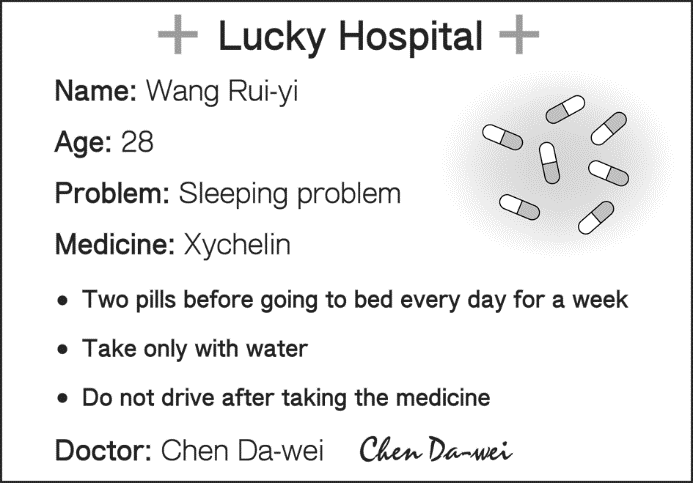 Lucky Hospital
Name: Wang Rui-yi
Age: 28
Problem: Sleeping problem
Medicine: Xychelin
• Two pills before going to bed every day for a week
• Take only with water
• Do not drive after taking the medicine
Doctor: Chen Da-wei Chen Da-wei